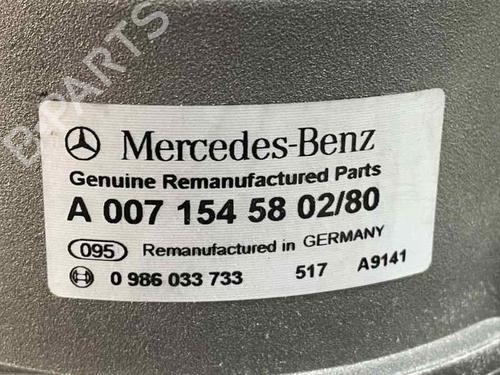 B-PARTS
Mercedes-Benz
Genuine Remanufactured Parts
A 007 154 58 02/80
095 Remanufactured in GERMANY
0 986 033 733 517 A9141